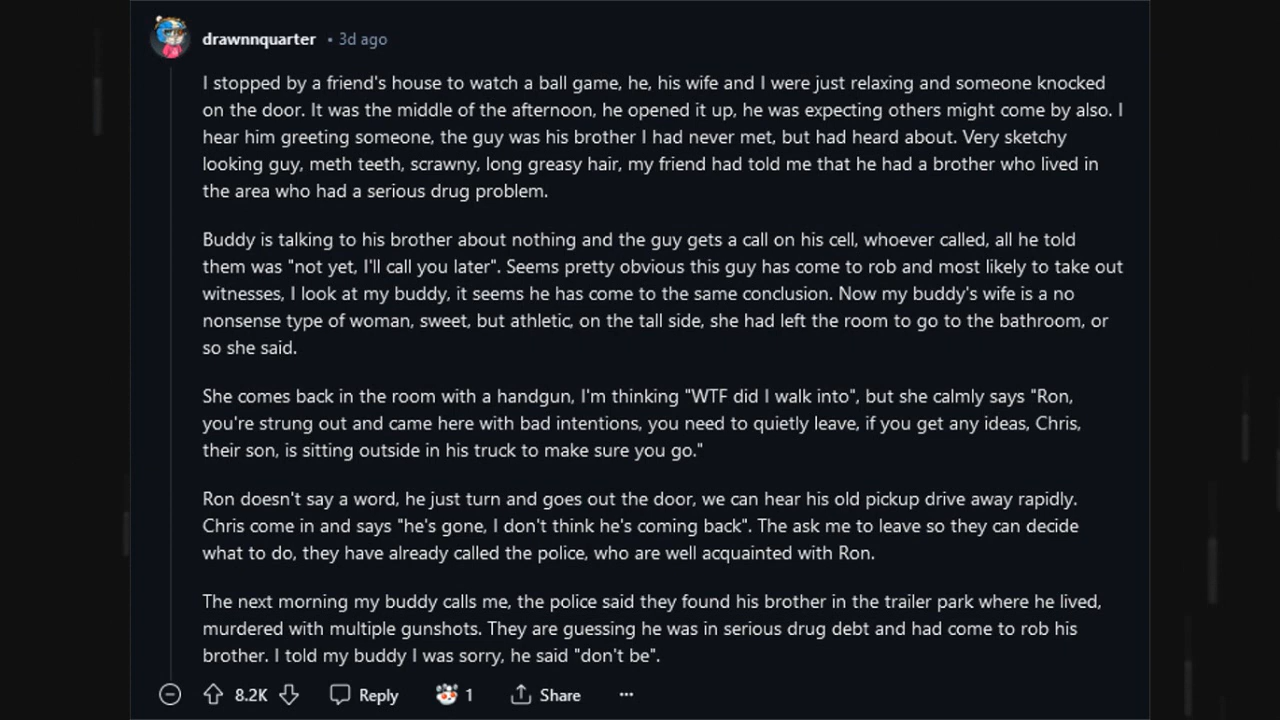 drawnnquarter • 3d ago
I stopped by a friend's house to watch a ball game, he, his wife and I were just relaxing and someone knocked
on the door. It was the middle of the afternoon, he opened it up, he was expecting others might come by also. I
hear him greeting someone, the guy was his brother I had never met, but had heard about. Very sketchy
looking guy, meth teeth, scrawny, long greasy hair, my friend had told me that he had a brother who lived in
the area who had a serious drug problem.
Buddy is talking to his brother about nothing and the guy gets a call on his cell, whoever called, all he told
them was "not yet, I'll call you later". Seems pretty obvious this guy has come to rob and most likely to take out
witnesses, I look at my buddy, it seems he has come to the same conclusion. Now my buddy's wife is a no
nonsense type of woman, sweet, but athletic, on the tall side, she had left the room to go to the bathroom, or
so she said.
She comes back in the room with a handgun, I'm thinking "WTF did I walk into", but she calmly says "Ron,
you're strung out and came here with bad intentions, you need to quietly leave, if you get any ideas, Chris,
their son, is sitting outside in his truck to make sure you go."
Ron doesn't say a word, he just turn and goes out the door, we can hear his old pickup drive away rapidly.
Chris come in and says "he's gone, I don't think he's coming back". The ask me to leave so they can decide
what to do, they have already called the police, who are well acquainted with Ron.
The next morning my buddy calls me, the police said they found his brother in the trailer park where he lived,
murdered with multiple gunshots. They are guessing he was in serious drug debt and had come to rob his
brother. I told my buddy I was sorry, he said "don't be".
8.2K Reply 1 Share